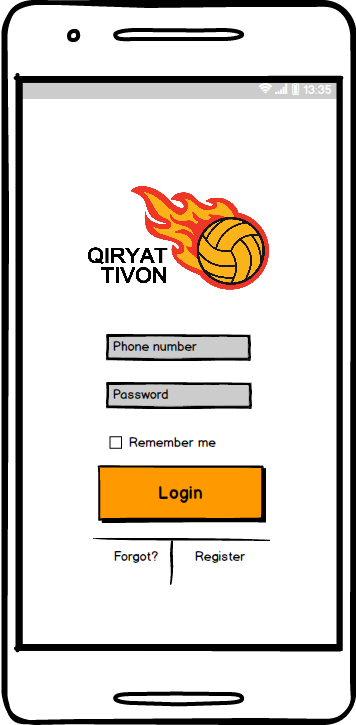 13:35
QIRYAT
TIVON
Phone number
Password
Remember me
Login
Forgot? Register